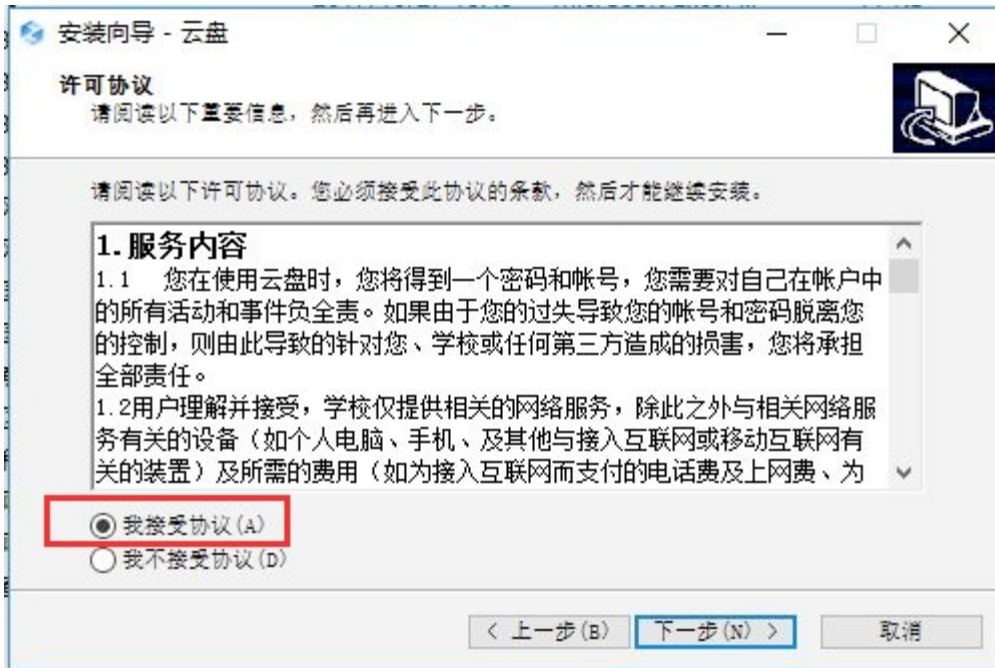 安装向导 - 云盘
许可协议
请阅读以下重要信息，然后再进入下一步。
请阅读以下许可协议。您必须接受此协议的条款，然后才能继续安装。
1.服务内容
1.1 您在使用云盘时，您将得到一个密码和帐号，您需要对自己在帐户中
的所有活动和事件负全责。如果由于您的过失导致您的帐号和密码脱离您
的控制，则由此导致的针对您、学校或任何第三方造成的损害，您将承担
全部责任。
1.2用户理解并接受，学校仅提供相关的网络服务，除此之外与相关网络服
务有关的设备（如个人电脑、手机、及其他与接入互联网或移动互联网有
关的装置）及所需的费用（如为接入互联网而支付的电话费及上网费、为
我接受协议(A)
我不接受协议(D)
< 上一步(B)
下一步(N) >
取消